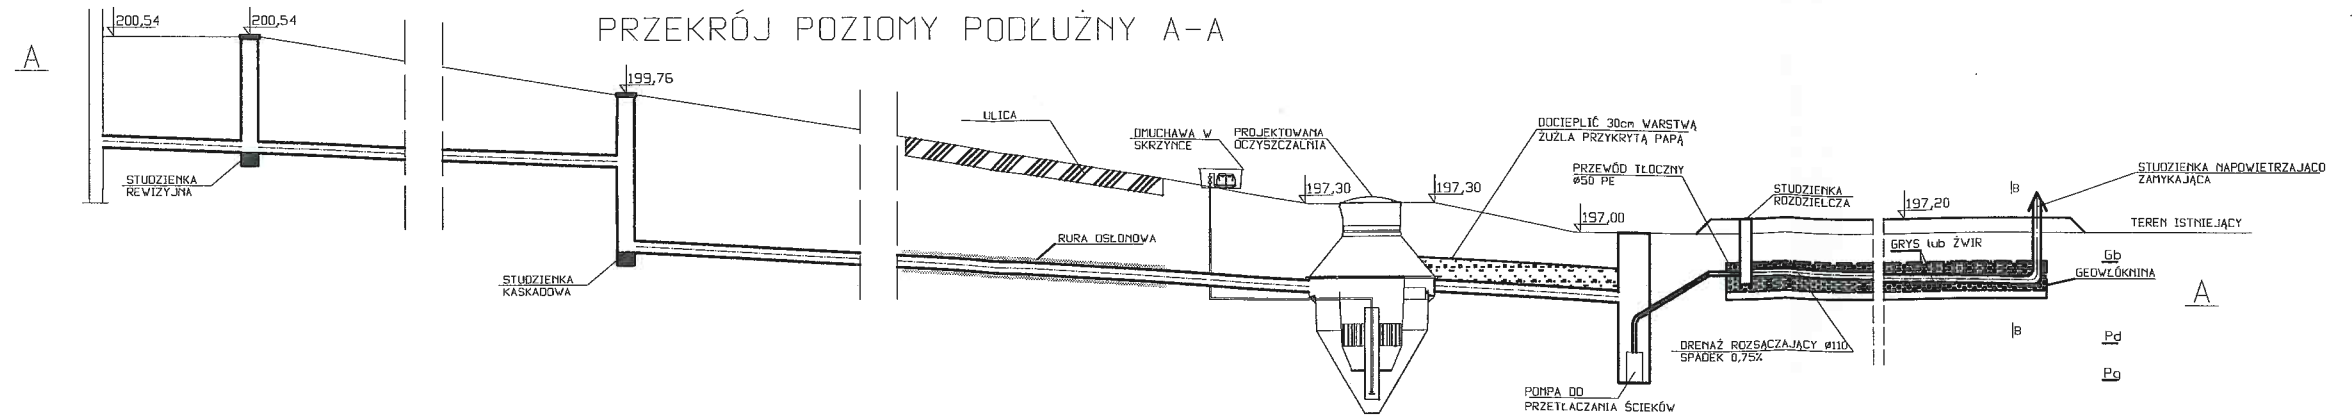 PRZEKRÓJ POZIOMY PODŁUŻNY A-A
200,54
200,54
A
199,76
ULICA
DMUCHAWA W
SKRZYNCE
PROJEKTOWANA
OCZYSZCZALNIA
DOCIEPLIĆ 30cm WARSTWĄ
ŻUŻLA PRZYKRYTĄ PAPĄ
PRZEWÓD TŁOCZNY
ø50 PE
STUDZIENKA NAPOWIETRZAJĄCO
ZAMYKAJĄCA
STUDZIENKA
REWIZYJNA
197,30
197,30
STUDZIENKA
ROZDZIELCZA
B
197,20
197,00
TEREN ISTNIEJĄCY
RURA OSŁONOWA
GRYS lub ŻWIR
Gb
GEOWŁÓKNINA
STUDZIENKA
KASKADOWA
A
B
Pd
DRENAŻ ROZSĄCZAJĄCY ø110
SPADEK 0,75%
Pg
POMPA DO
PRZETŁACZANIA ŚCIEKÓW